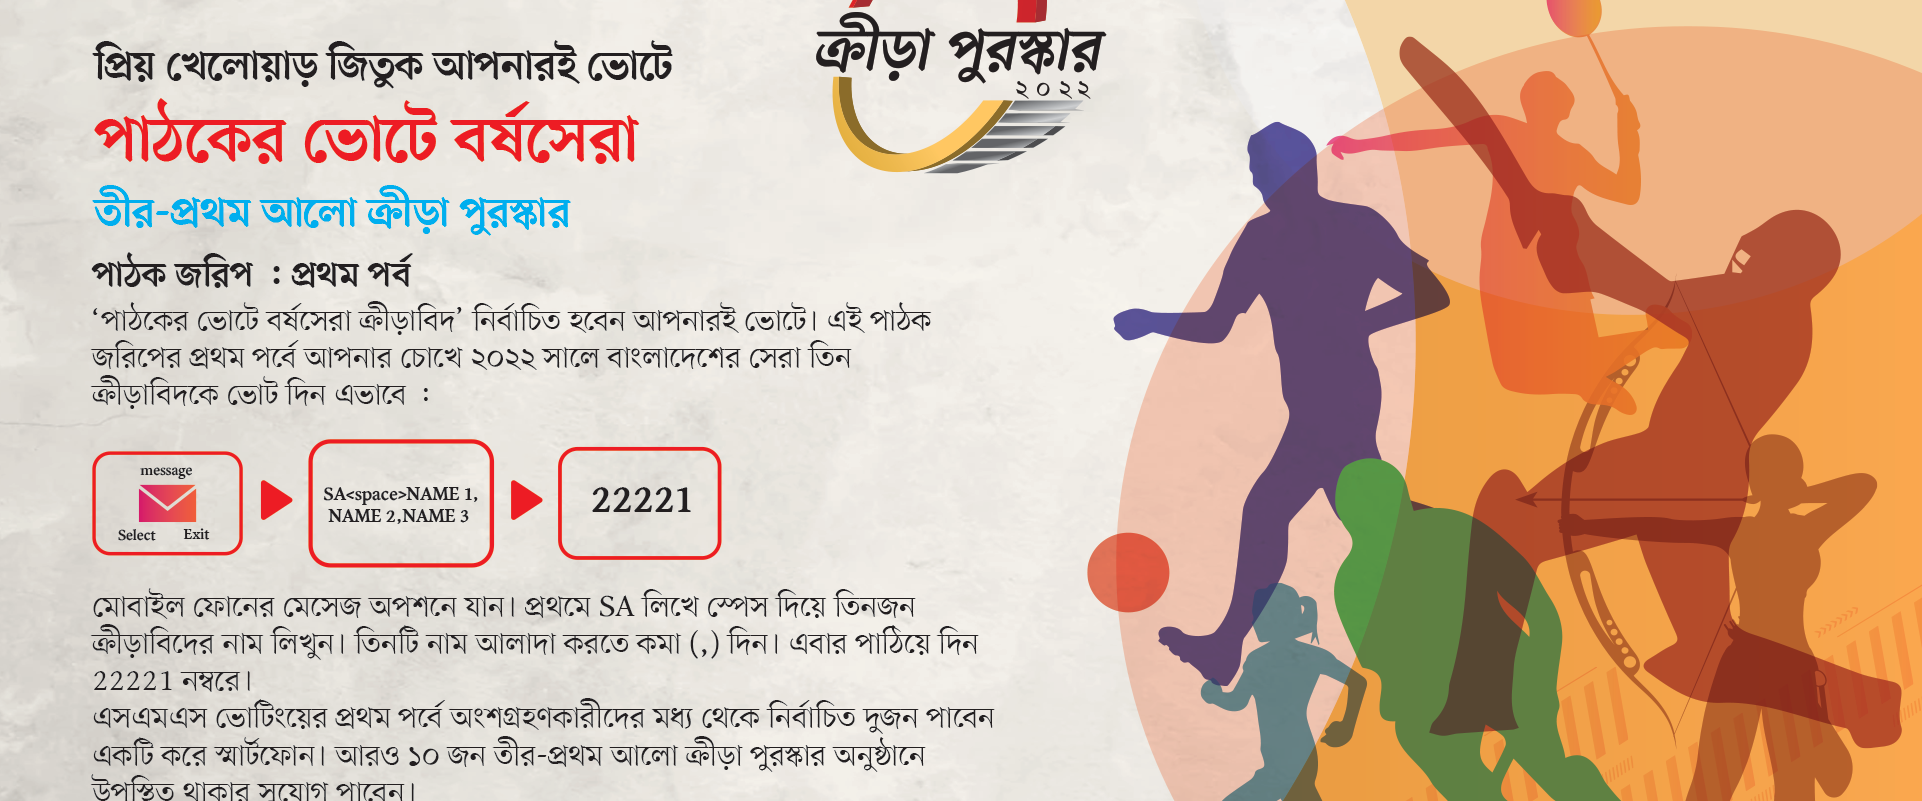 প্রিয় খেলোয়াড় জিতুক আপনারই ভোটে
পাঠকের ভোটে বর্ষসেরা
তীর-প্রথম আলো ক্রীড়া পুরস্কার
পাঠক জরিপ : প্রথম পর্ব
‘পাঠকের ভোটে বর্ষসেরা ক্রীড়াবিদ’ নির্বাচিত হবেন আপনারই ভোটে। এই পাঠক
জরিপের প্রথম পর্বে আপনার চোখে ২০২২ সালে বাংলাদেশের সেরা তিন
ক্রীড়াবিদকে ভোট দিন এভাবে :
message
Select Exit
SA<space>NAME 1,
NAME 2,NAME 3
22221
মোবাইল ফোনের মেসেজ অপশনে যান। প্রথমে SA লিখে স্পেস দিয়ে তিনজন
ক্রীড়াবিদের নাম লিখুন। তিনটি নাম আলাদা করতে কমা (,) দিন। এবার পাঠিয়ে দিন
22221 নম্বরে।
এসএমএস ভোটিংয়ের প্রথম পর্বে অংশগ্রহণকারীদের মধ্য থেকে নির্বাচিত দুজন পাবেন
একটি করে স্মার্টফোন। আরও ১০ জন তীর-প্রথম আলো ক্রীড়া পুরস্কার অনুষ্ঠানে
উপস্থিত থাকার সুযোগ পাবেন।
ক্রীড়া পুরস্কার
২০২২